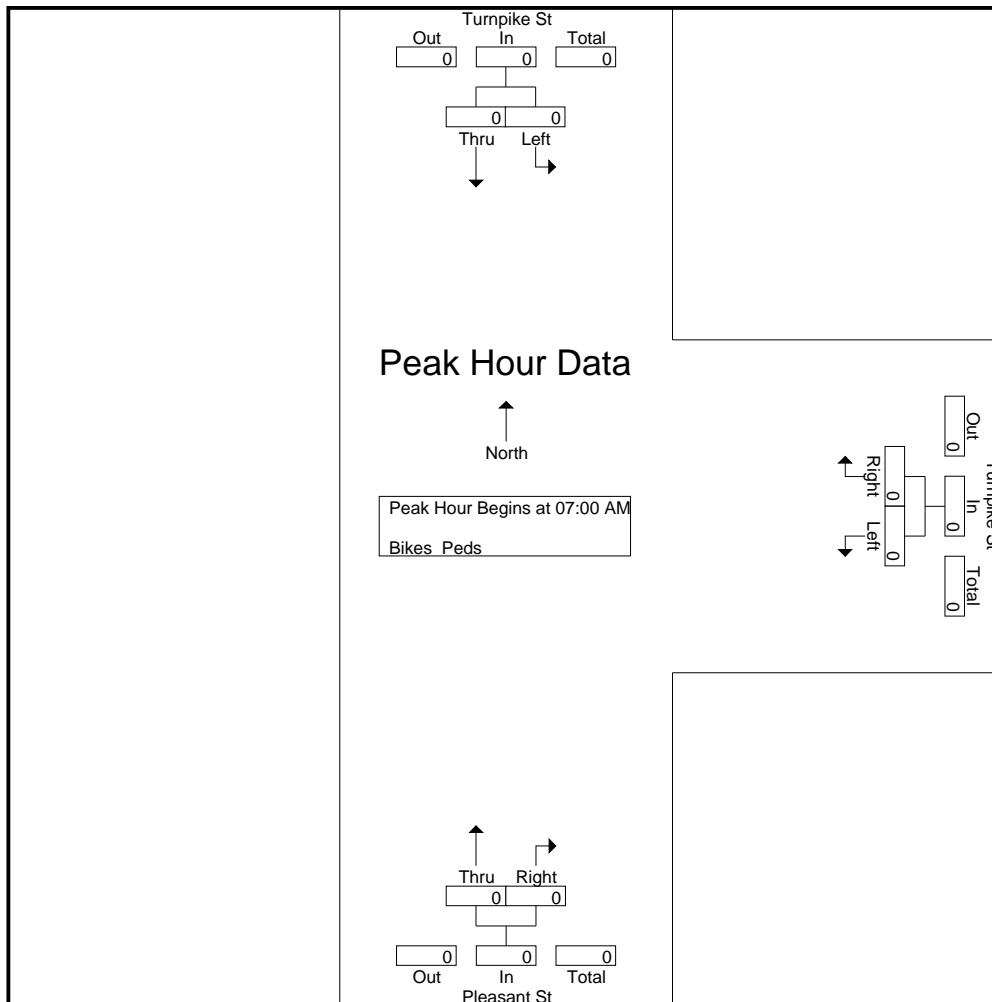 Turnpike St
Out In Total
0 0 0
0 0
Thru Left
Peak Hour Data
North
Peak Hour Begins at 07:00 AM
Bikes Peds
Right Left
0 0
Out In Total
0 0 0
Turnpike St
Thru Right
0 0
0 0 0
Out In Total
Pleasant St